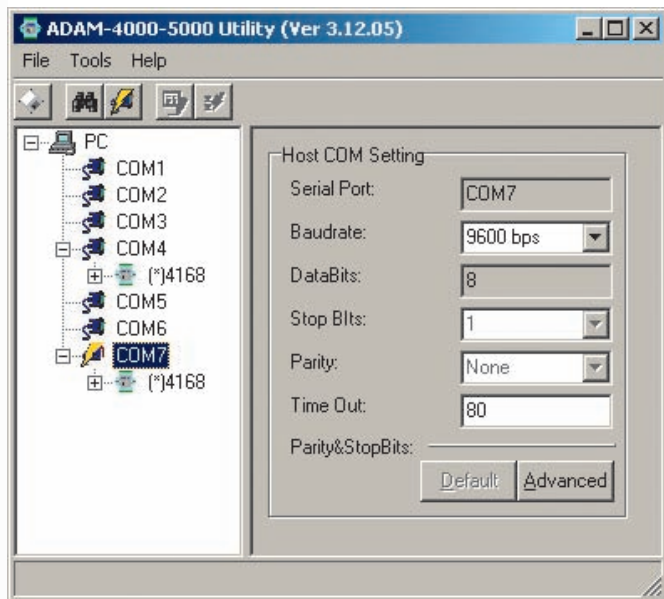 ADAM-4000-5000 Utility (Ver 3.12.05)
File Tools Help
PC
COM1
COM2
COM3
COM4
(*)4168
COM5
COM6
COM7
(*)4168
Host COM Setting
Serial Port: COM7
Baudrate: 9600 bps
DataBits: 8
Stop BIts: 1
Parity: None
Time Out: 80
Parity&StopBits:
Default Advanced